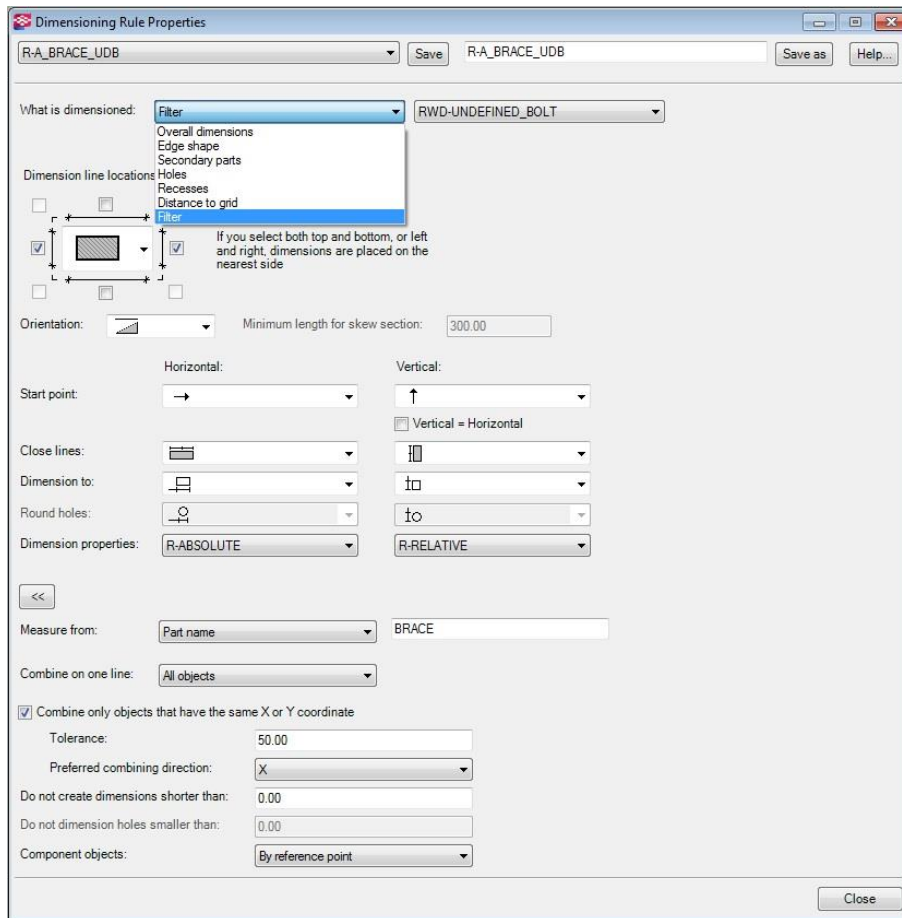 Dimensioning Rule Properties
R-A_BRACE_UDB Save R-A_BRACE_UDB Save as Help...
What is dimensioned: Filter RWD-UNDEFINED_BOLT
Overall dimensions
Edge shape
Secondary parts
Holes
Recesses
Distance to grid
Filter
Dimension line locations
If you select both top and bottom, or left
and right, dimensions are placed on the
nearest side
Orientation: Minimum length for skew section: 300.00
Horizontal: Vertical:
Start point:
Vertical = Horizontal
Close lines:
Dimension to:
Round holes:
Dimension properties: R-ABSOLUTE R-RELATIVE
<<
Measure from: Part name BRACE
Combine on one line: All objects
Combine only objects that have the same X or Y coordinate
Tolerance: 50.00
Preferred combining direction: X
Do not create dimensions shorter than: 0.00
Do not dimension holes smaller than: 0.00
Component objects: By reference point
Close